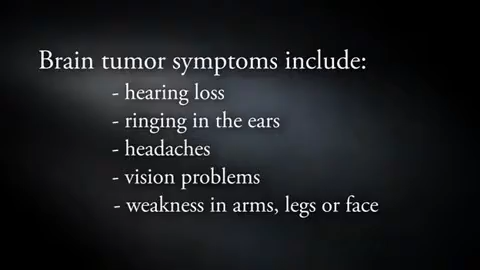 Brain tumor symptoms include:
- hearing loss
- ringing in the ears
- headaches
- vision problems
- weakness in arms, legs or face